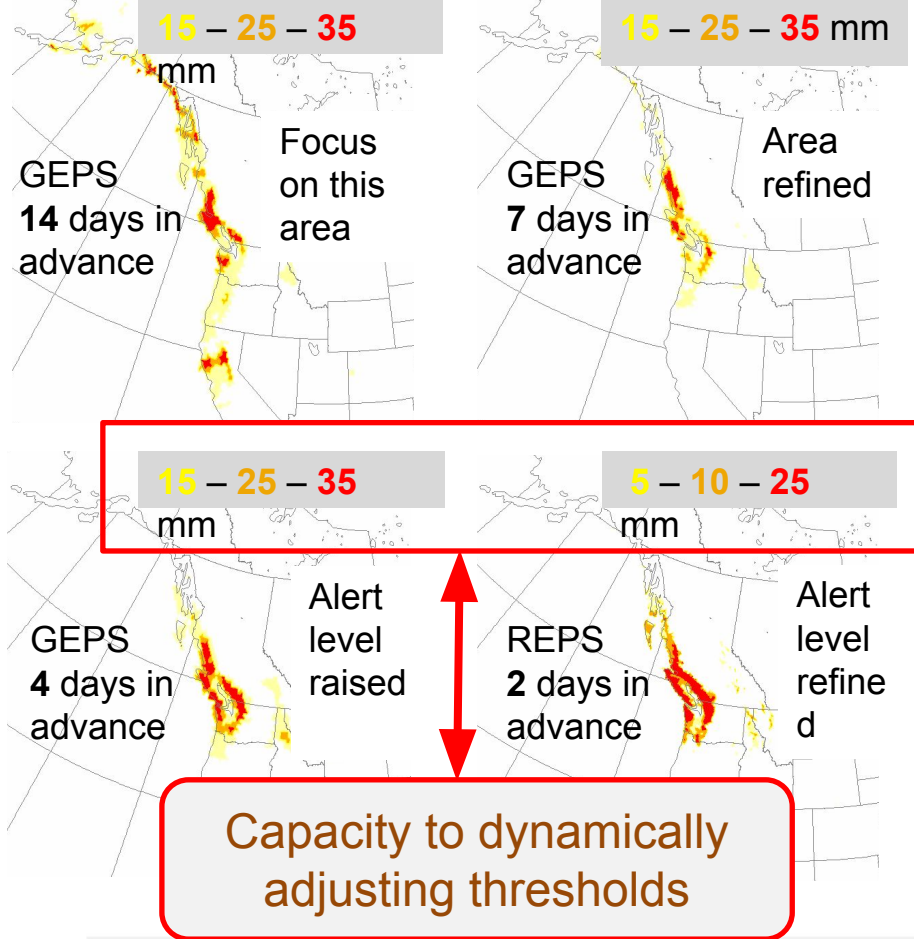 15 – 25 – 35
mm
Focus
on this
area
GEPS
14 days in
advance
15 – 25 – 35 mm
Area
refined
GEPS
7 days in
advance
15 – 25 – 35
mm
Alert
level
raised
GEPS
4 days in
advance
5 – 10 – 25
mm
Alert
level
refine
d
REPS
2 days in
advance
Capacity to dynamically
adjusting thresholds